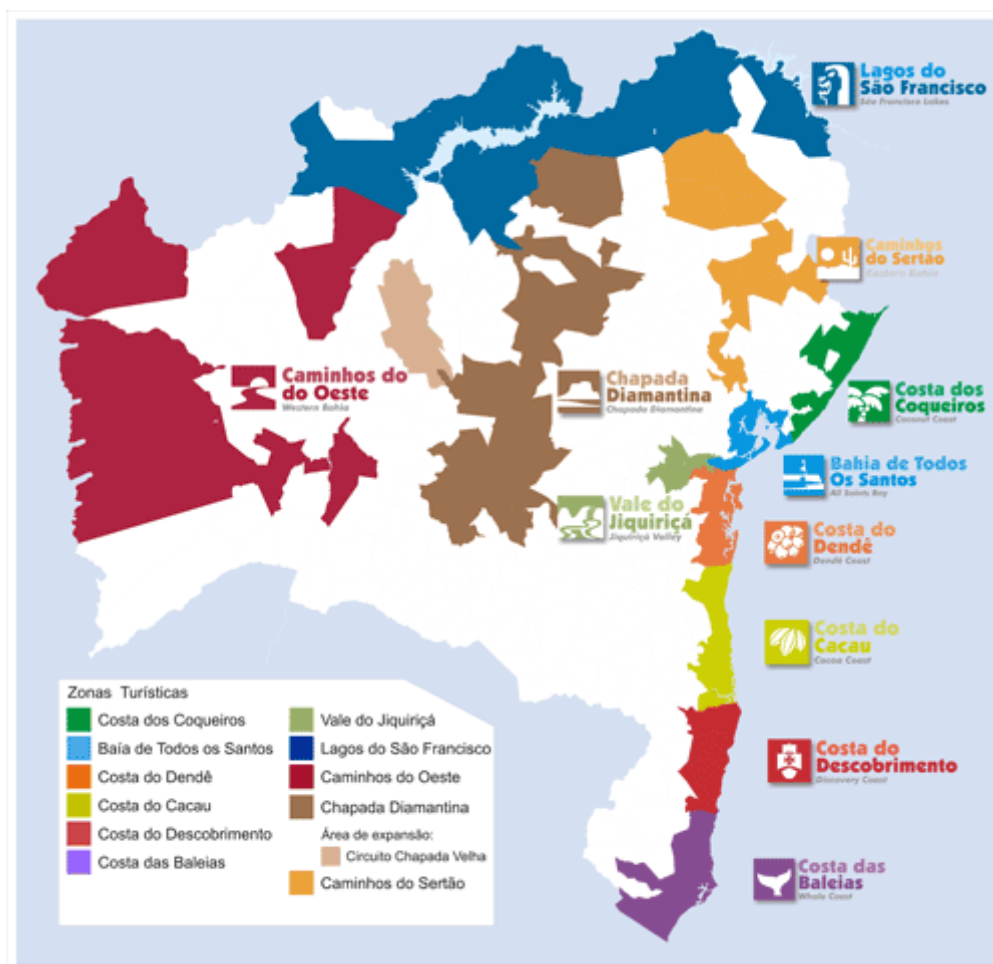 Lagos do
São Francisco
São Francisco Lakes
Caminhos
do Sertão
Eastern Bahia
Caminhos do
do Oeste
Western Bahia
Chapada
Diamantina
Chapada Diamantina
Costa dos
Coqueiros
Coconut Coast
Bahia de Todos
Os Santos
All Saints Bay
Vale do
Jiquiriçá
Jiquiriçá Valley
Costa do
Dendê
Dendê Coast
Costa do
Cacau
Cocoa Coast
Costa do
Descobrimento
Discovery Coast
Costa das
Baleias
Whale Coast
Zonas Turísticas
Costa dos Coqueiros
Baía de Todos os Santos
Costa do Dendê
Costa do Cacau
Costa do Descobrimento
Costa das Baleias
Vale do Jiquiriçá
Lagos do São Francisco
Caminhos do Oeste
Chapada Diamantina
Área de expansão:
Circuito Chapada Velha
Caminhos do Sertão